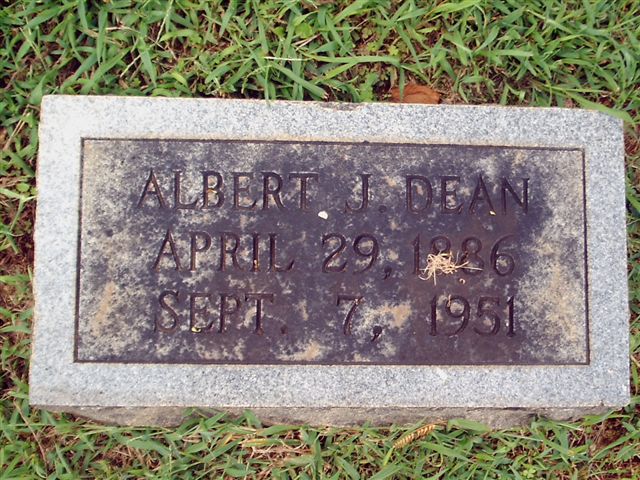 ALBERT J. DEAN
APRIL 29, 1886
SEPT. 7, 1951